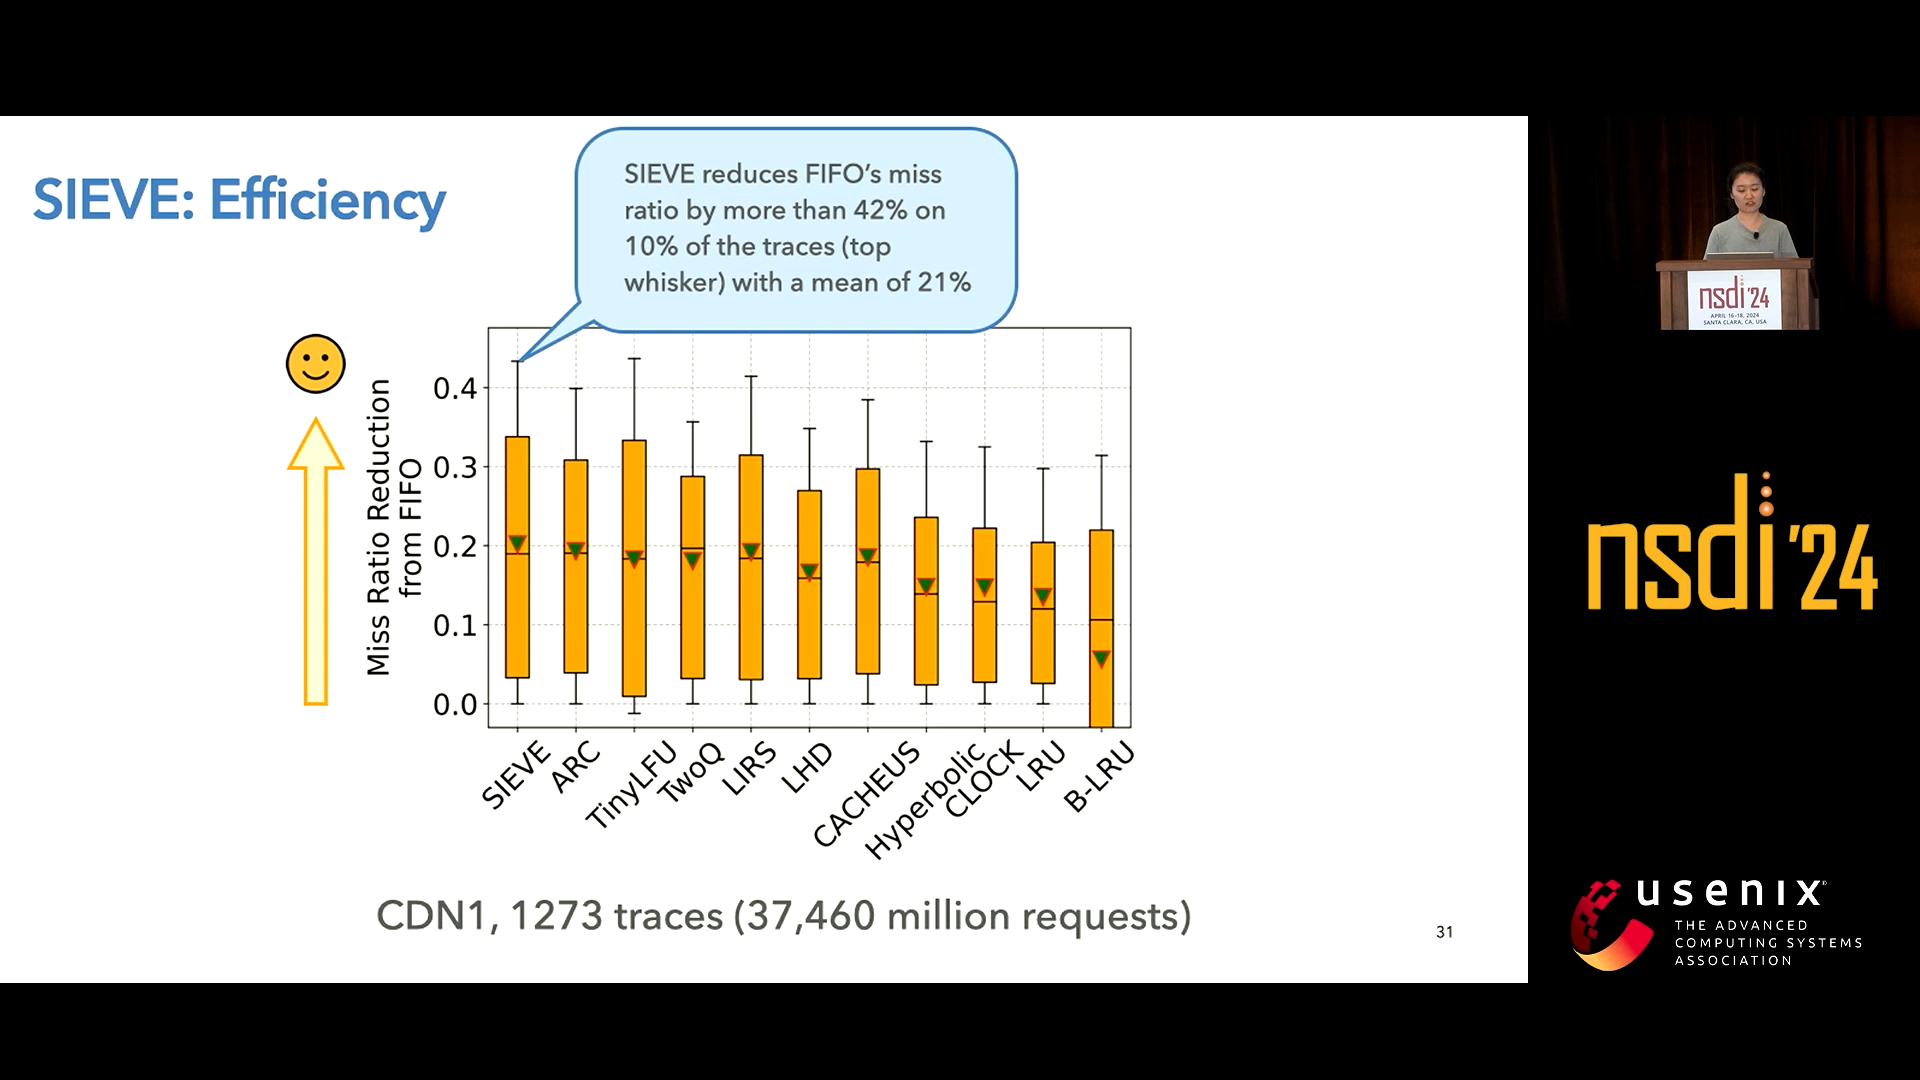 SIEVE: Efficiency
SIEVE reduces FIFO’s miss
ratio by more than 42% on
10% of the traces (top
whisker) with a mean of 21%
Miss Ratio Reduction
from FIFO
0.4
0.3
0.2
0.1
0.0
SIEVE
ARC
TinyLFU
TwoQ
LIRS
LHD
CACHEUS
Hyperbolic
CLOCK
LRU
B-LRU
CDN1, 1273 traces (37,460 million requests)
31
nsdi '24
APRIL 16-18, 2024
SANTA CLARA, CA, USA
nsdi '24
usenix
THE ADVANCED
COMPUTING SYSTEMS
ASSOCIATION